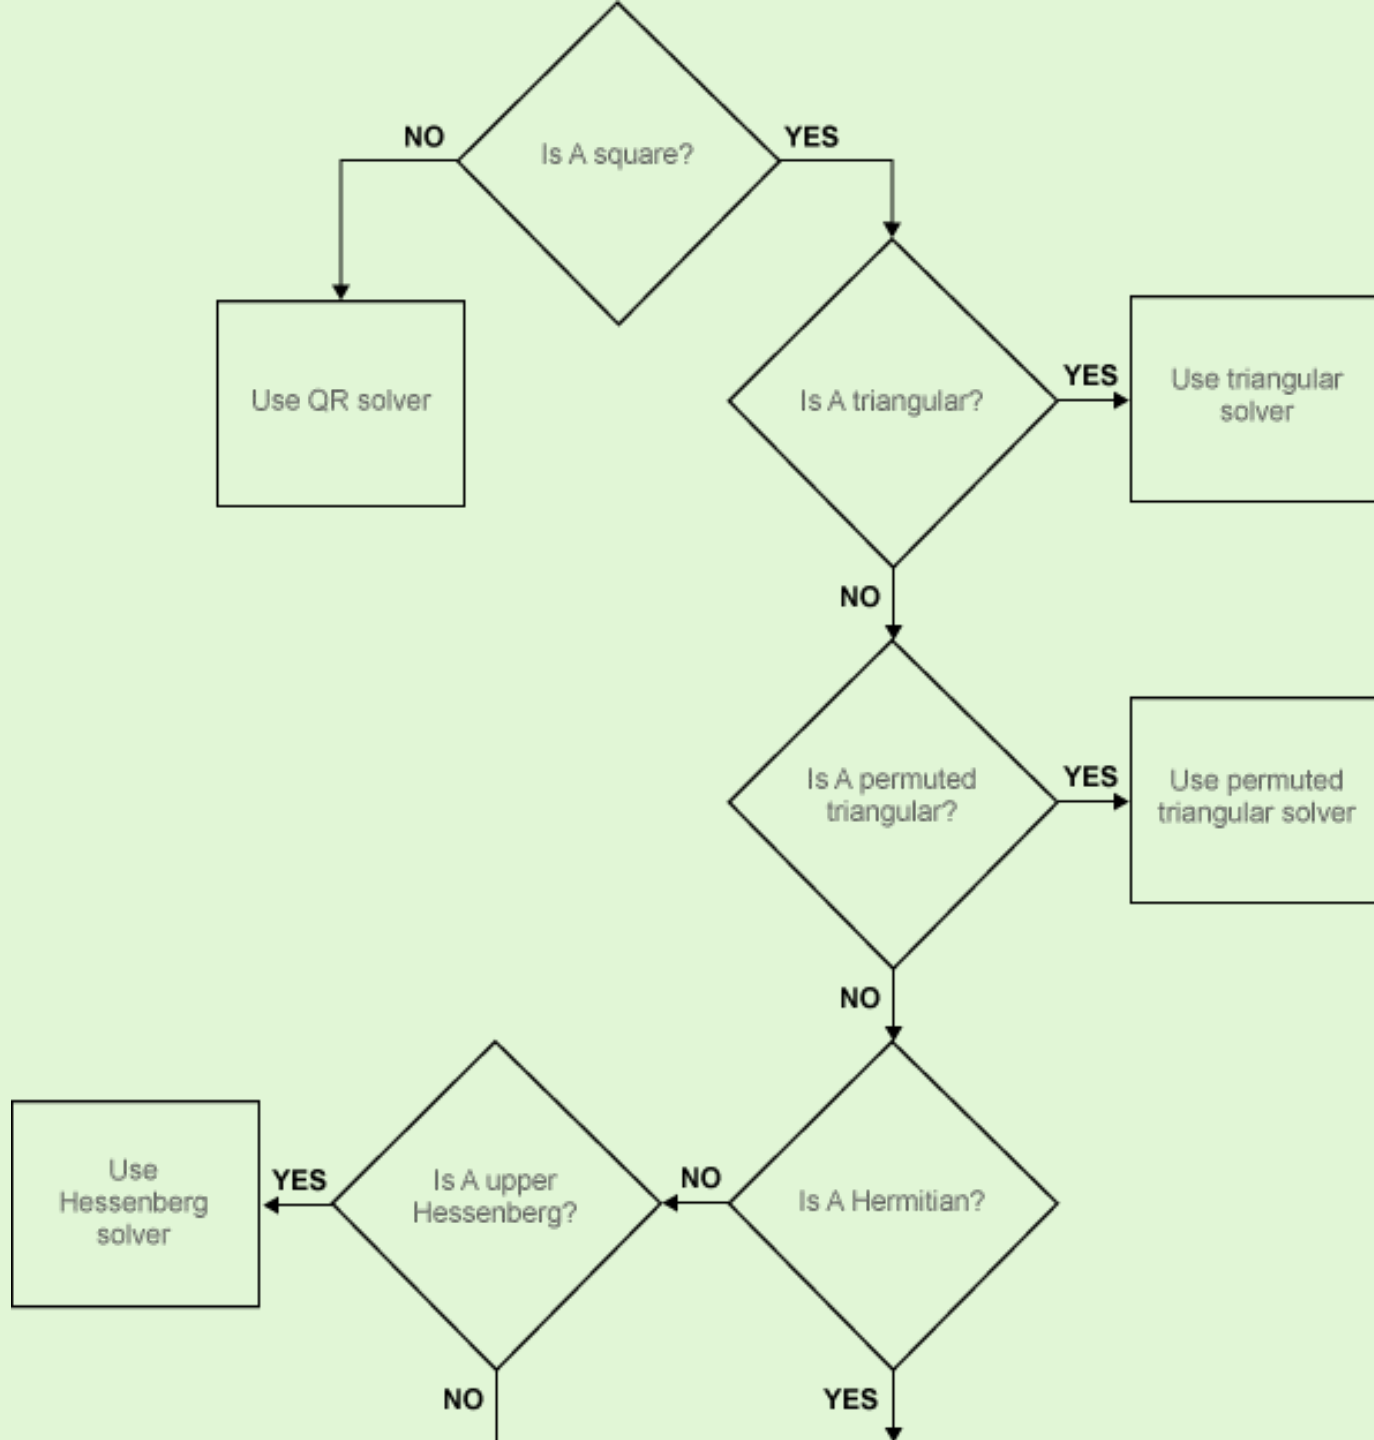 NO
Is A square?
YES
Use QR solver
Is A triangular?
YES
Use triangular
solver
NO
Is A permuted
triangular?
YES
Use permuted
triangular solver
NO
Use
Hessenberg
solver
YES
Is A upper
Hessenberg?
NO
Is A Hermitian?
NO
YES